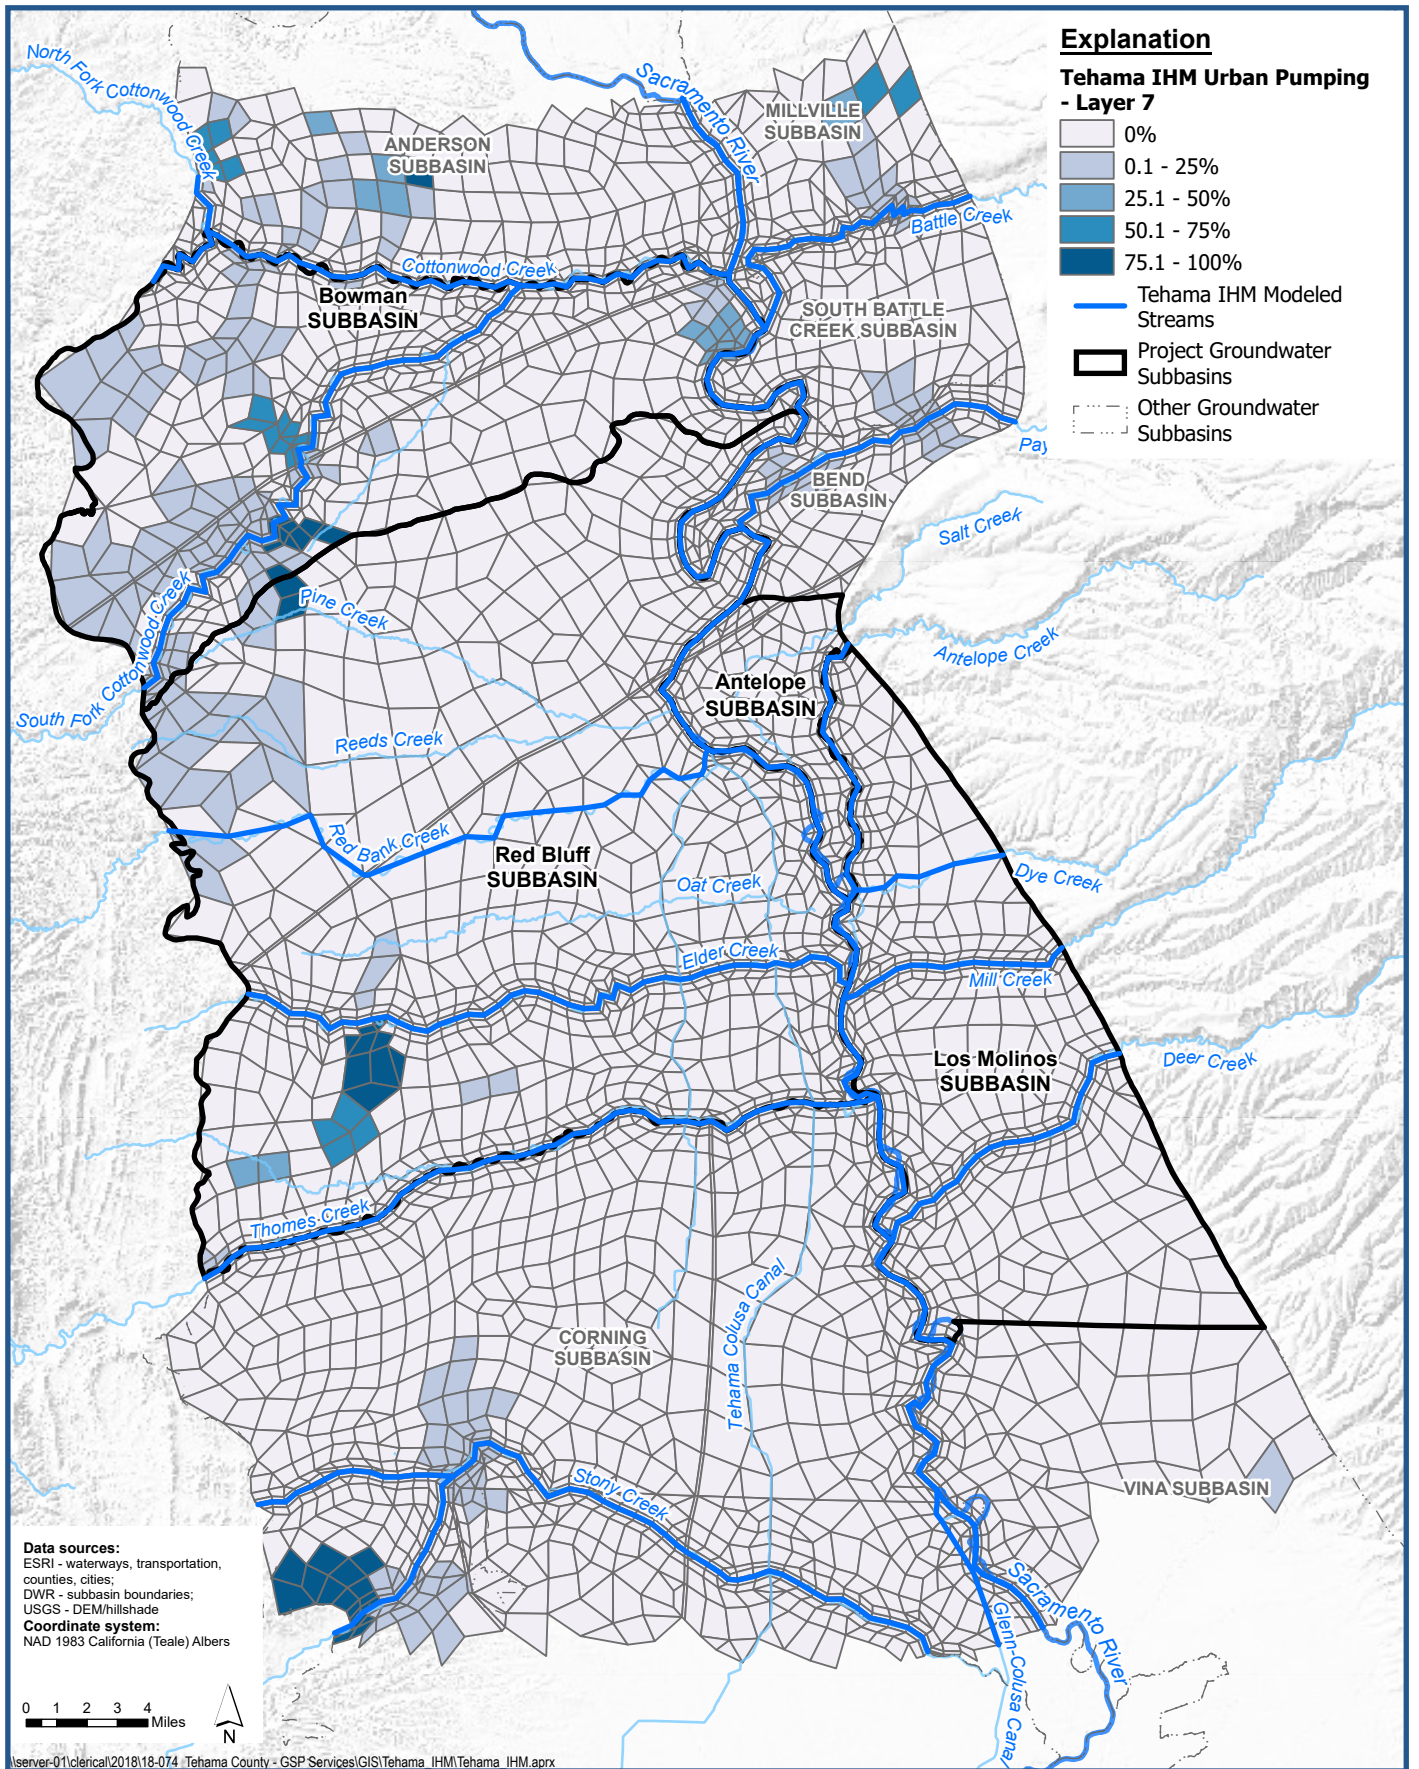 Explanation
Tehama IHM Urban Pumping
- Layer 7
0%
0.1 - 25%
25.1 - 50%
50.1 - 75%
75.1 - 100%
Tehama IHM Modeled
Streams
Project Groundwater
Subbasins
Other Groundwater
Subbasins
North Fork Cottonwood Creek
Sacramento River
MILLVILLE
SUBBASIN
ANDERSON
SUBBASIN
Battle Creek
Cottonwood Creek
Bowman
SUBBASIN
SOUTH BATTLE
CREEK SUBBASIN
Pay
BEND
SUBBASIN
Salt Creek
Pine Creek
Antelope Creek
South Fork Cottonwood Creek
Antelope
SUBBASIN
Reeds Creek
Red Bank Creek
Red Bluff
SUBBASIN
Oat Creek
Dye Creek
Elder Creek
Mill Creek
Los Molinos
SUBBASIN
Deer Creek
Thomes Creek
Tehama Colusa Canal
CORNING
SUBBASIN
Stony Creek
VINA SUBBASIN
Sacramento River
Glenn-Colusa Canal
Data sources:
ESRI - waterways, transportation,
counties, cities;
DWR - subbasin boundaries;
USGS - DEM/hillshade
Coordinate system:
NAD 1983 California (Teale) Albers
0 1 2 3 4
Miles
N
\\server-01\clerical\2018\18-074_Tehama County - GSP Services\GIS\Tehama_IHM\Tehama_IHM.aprx